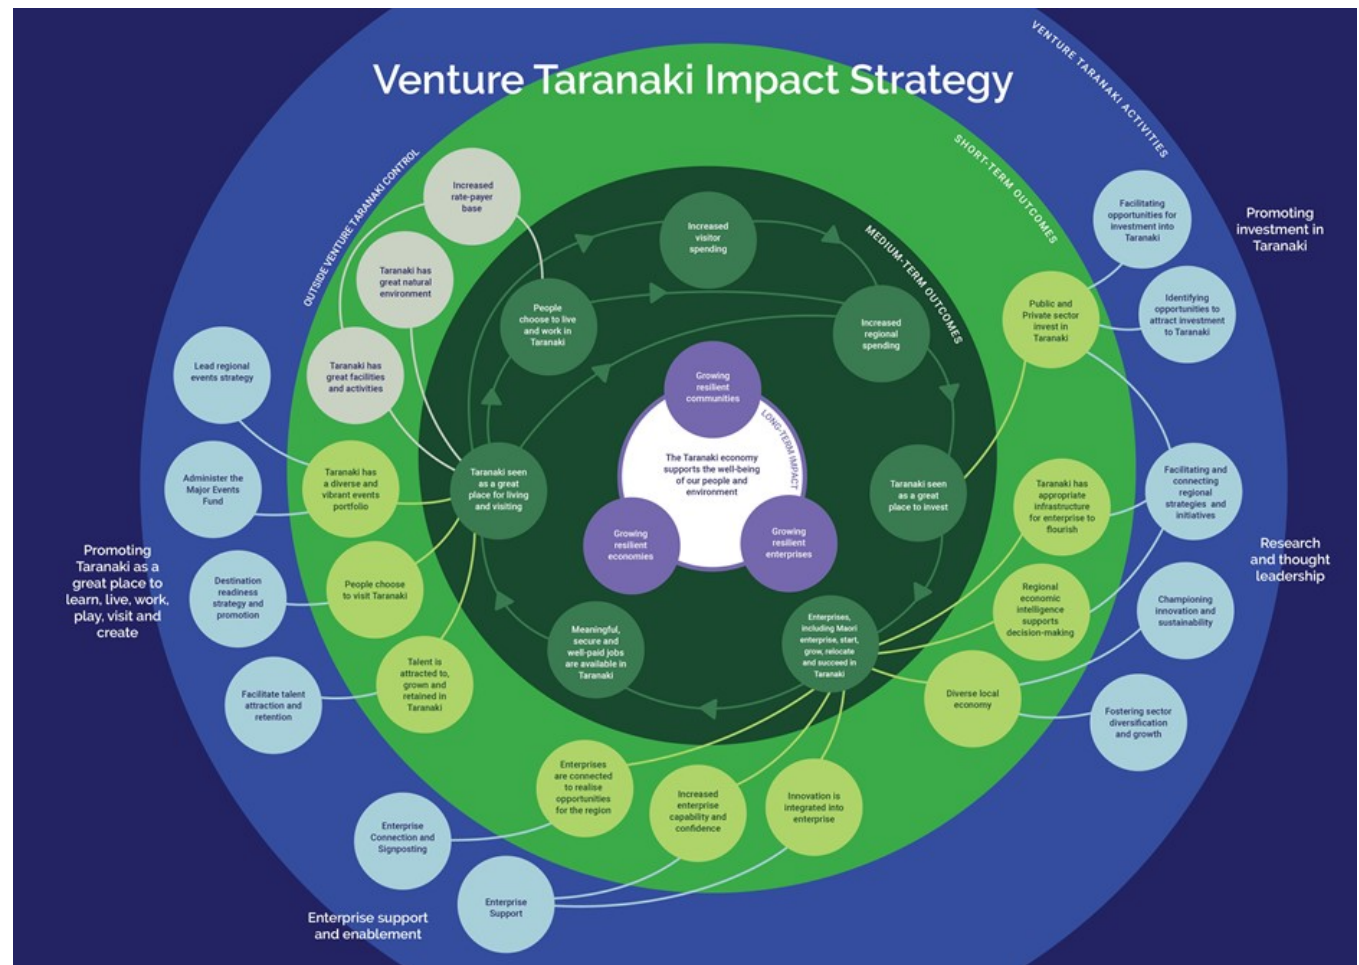 Venture Taranaki Impact Strategy
VENTURE TARANAKI ACTIVITIES
SHORT-TERM OUTCOMES
MEDIUM-TERM OUTCOMES
OUTSIDE VENTURE TARANAKI CONTROL
Increased
rate-payer
base
Taranaki has
great natural
environment
Taranaki has
great facilities
and activities
Increased
visitor
spending
People
choose to live
and work in
Taranaki
Increased
regional
spending
Taranaki seen
as a great
place for living
and visiting
Taranaki seen
as a great
place to invest
Meaningful,
secure and
well-paid jobs
are available in
Taranaki
Enterprises,
including Maori
enterprise, start,
grow, relocate
and succeed in
Taranaki
Growing
resilient
communities
LONG-TERM IMPACT
The Taranaki economy
supports the well-being
of our people and
environment
Growing
resilient
economies
Growing
resilient
enterprises
Promoting
investment in
Taranaki
Facilitating
opportunities for
investment into
Taranaki
Identifying
opportunities to
attract investment
to Taranaki
Public and
Private sector
invest in
Taranaki
Research
and thought
leadership
Facilitating and
connecting
regional
strategies and
initiatives
Championing
innovation and
sustainability
Fostering sector
diversification
and growth
Taranaki has
appropriate
infrastructure
for enterprise to
flourish
Regional
economic
intelligence
supports
decision-making
Diverse local
economy
Promoting
Taranaki as a
great place to
learn, live, work,
play, visit and
create
Lead regional
events strategy
Administer the
Major Events
Fund
Destination
readiness
strategy and
promotion
Facilitate talent
attraction and
retention
Taranaki has
a diverse and
vibrant events
portfolio
People choose
to visit Taranaki
Talent is
attracted to,
grown and
retained in
Taranaki
Enterprise support
and enablement
Enterprise
Connection and
Signposting
Enterprise
Support
Enterprises
are connected
to realise
opportunities
for the region
Increased
enterprise
capability and
confidence
Innovation is
integrated into
enterprise